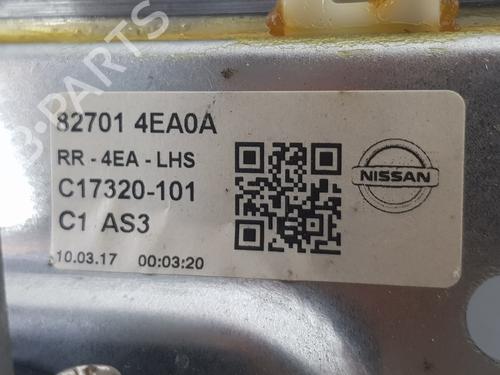 82701 4EA0A
RR - 4EA - LHS
C17320-101
C1 AS3
10.03.17 00:03:20
NISSAN
B-PARTS